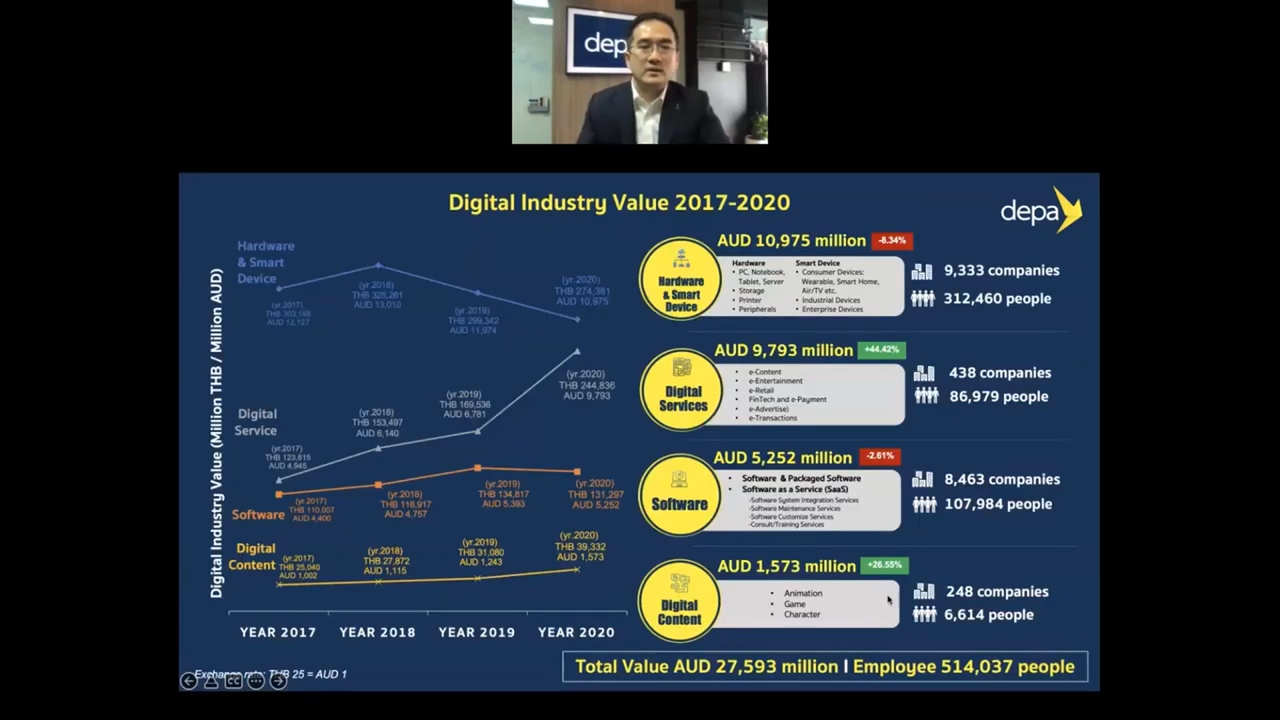 dep
Digital Industry Value 2017-2020
depa
Digital Industry Value (Million THB / Million AUD)
Hardware
& Smart
Device
(yr.2017)
THB 303,168
AUD 12,127
(yr.2018)
THB 325,261
AUD 13,010
(yr.2019)
THB 299,342
AUD 11,974
(yr.2020)
THB 274,381
AUD 10,975
Digital
Service
(yr.2017)
THB 123,615
AUD 4,945
(yr.2018)
THB 153,497
AUD 6,140
(yr.2019)
THB 169,536
AUD 6,781
(yr.2020)
THB 244,836
AUD 9,793
Software
(yr.2017)
THB 110,007
AUD 4,400
(yr.2018)
THB 118,917
AUD 4,757
(yr.2019)
THB 134,817
AUD 5,393
(yr.2020)
THB 131,297
AUD 5,252
Digital
Content
(yr.2017)
THB 25,040
AUD 1,002
(yr.2018)
THB 27,872
AUD 1,115
(yr.2019)
THB 31,080
AUD 1,243
(yr.2020)
THB 39,332
AUD 1,573
YEAR 2017 YEAR 2018 YEAR 2019 YEAR 2020
THB 25 = AUD 1
CC
AUD 10,975 million -8.34%
Hardware
& Smart
Device
Hardware
• PC, Notebook,
Tablet, Server
• Storage
• Printer
• Peripherals
Smart Device
• Consumer Devices:
Wearable, Smart Home,
Air/TV etc.
• Industrial Devices
• Enterprise Devices
9,333 companies
312,460 people
AUD 9,793 million +44.42%
Digital
Services
• e-Content
• e-Entertainment
• e-Retail
• FinTech and e-Payment
• e-Advertise)
• e-Transactions
438 companies
86,979 people
AUD 5,252 million -2.61%
Software
• Software & Packaged Software
• Software as a Service (SaaS)
-Software System Integration Services
-Software Maintenance Services
-Software Customize Services
-Consult/Training Services
8,463 companies
107,984 people
AUD 1,573 million +26.55%
Digital
Content
• Animation
• Game
• Character
248 companies
6,614 people
Total Value AUD 27,593 million | Employee 514,037 people